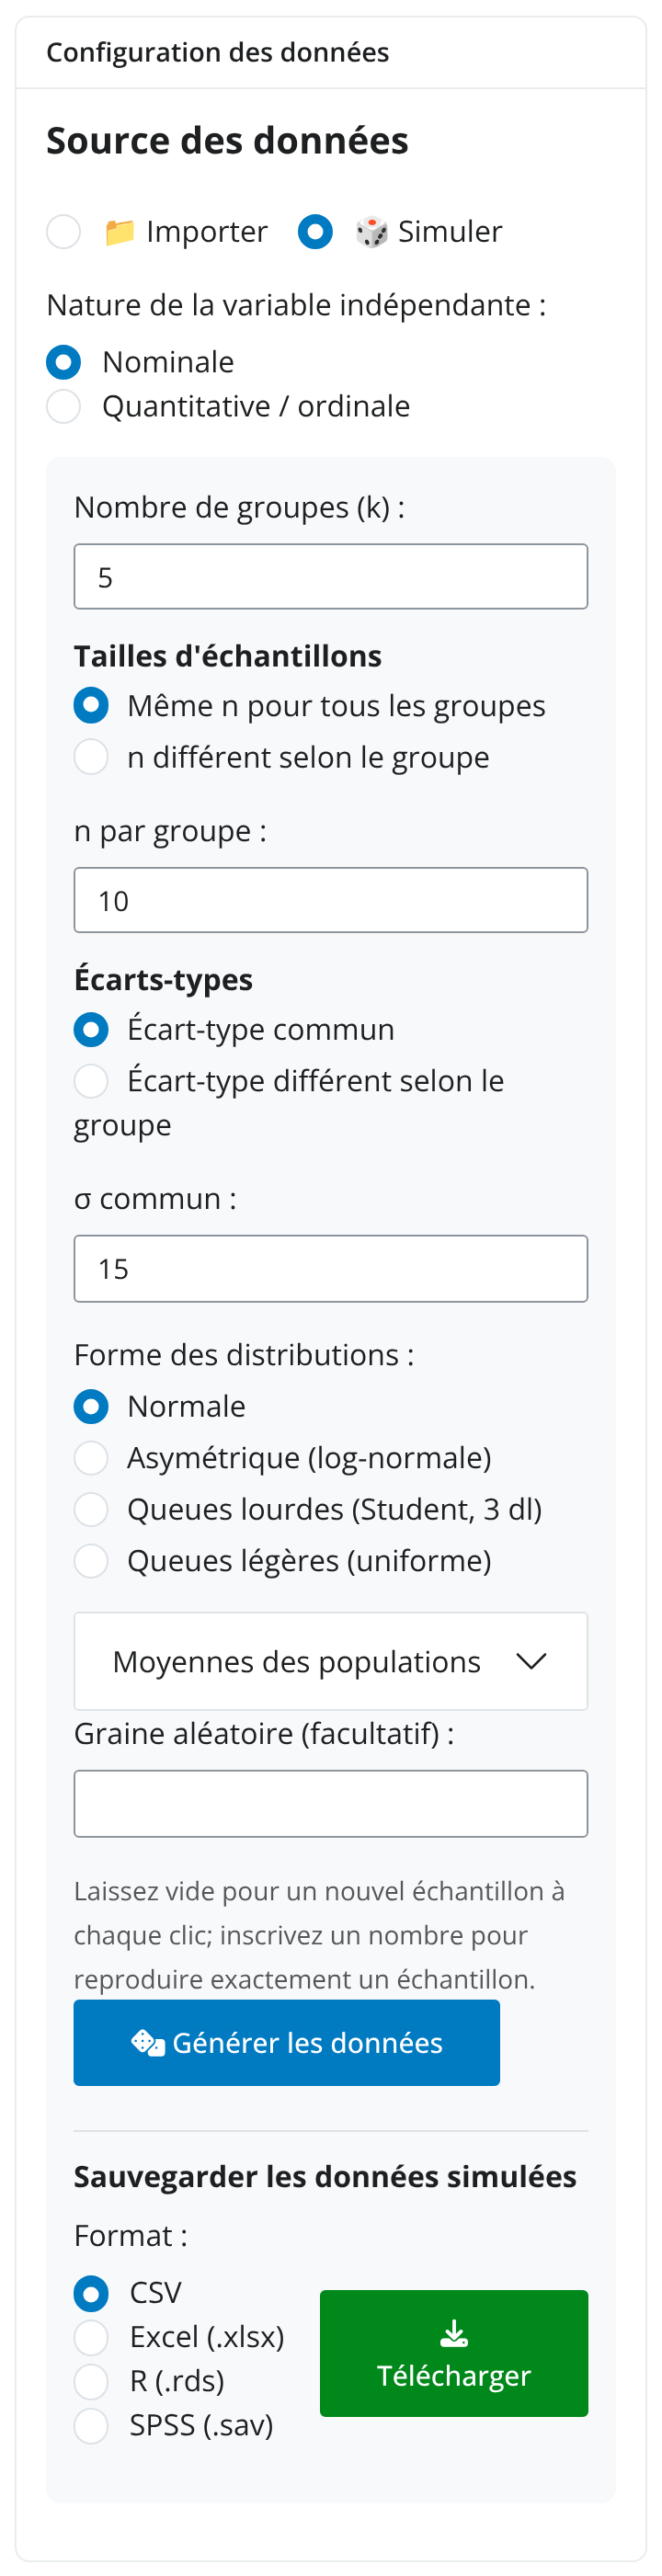 Configuration des données
Source des données
Importer
Simuler
Nature de la variable indépendante :
Nominale
Quantitative / ordinale
Nombre de groupes (k) :
5
Tailles d'échantillons
Même n pour tous les groupes
n différent selon le groupe
n par groupe :
10
Écarts-types
Écart-type commun
Écart-type différent selon le
groupe
σ commun :
15
Forme des distributions :
Normale
Asymétrique (log-normale)
Queues lourdes (Student, 3 dl)
Queues légères (uniforme)
Moyennes des populations
Graine aléatoire (facultatif) :
Laissez vide pour un nouvel échantillon à
chaque clic; inscrivez un nombre pour
reproduire exactement un échantillon.
Générer les données
Sauvegarder les données simulées
Format :
CSV
Excel (.xlsx)
R (.rds)
SPSS (.sav)
Télécharger